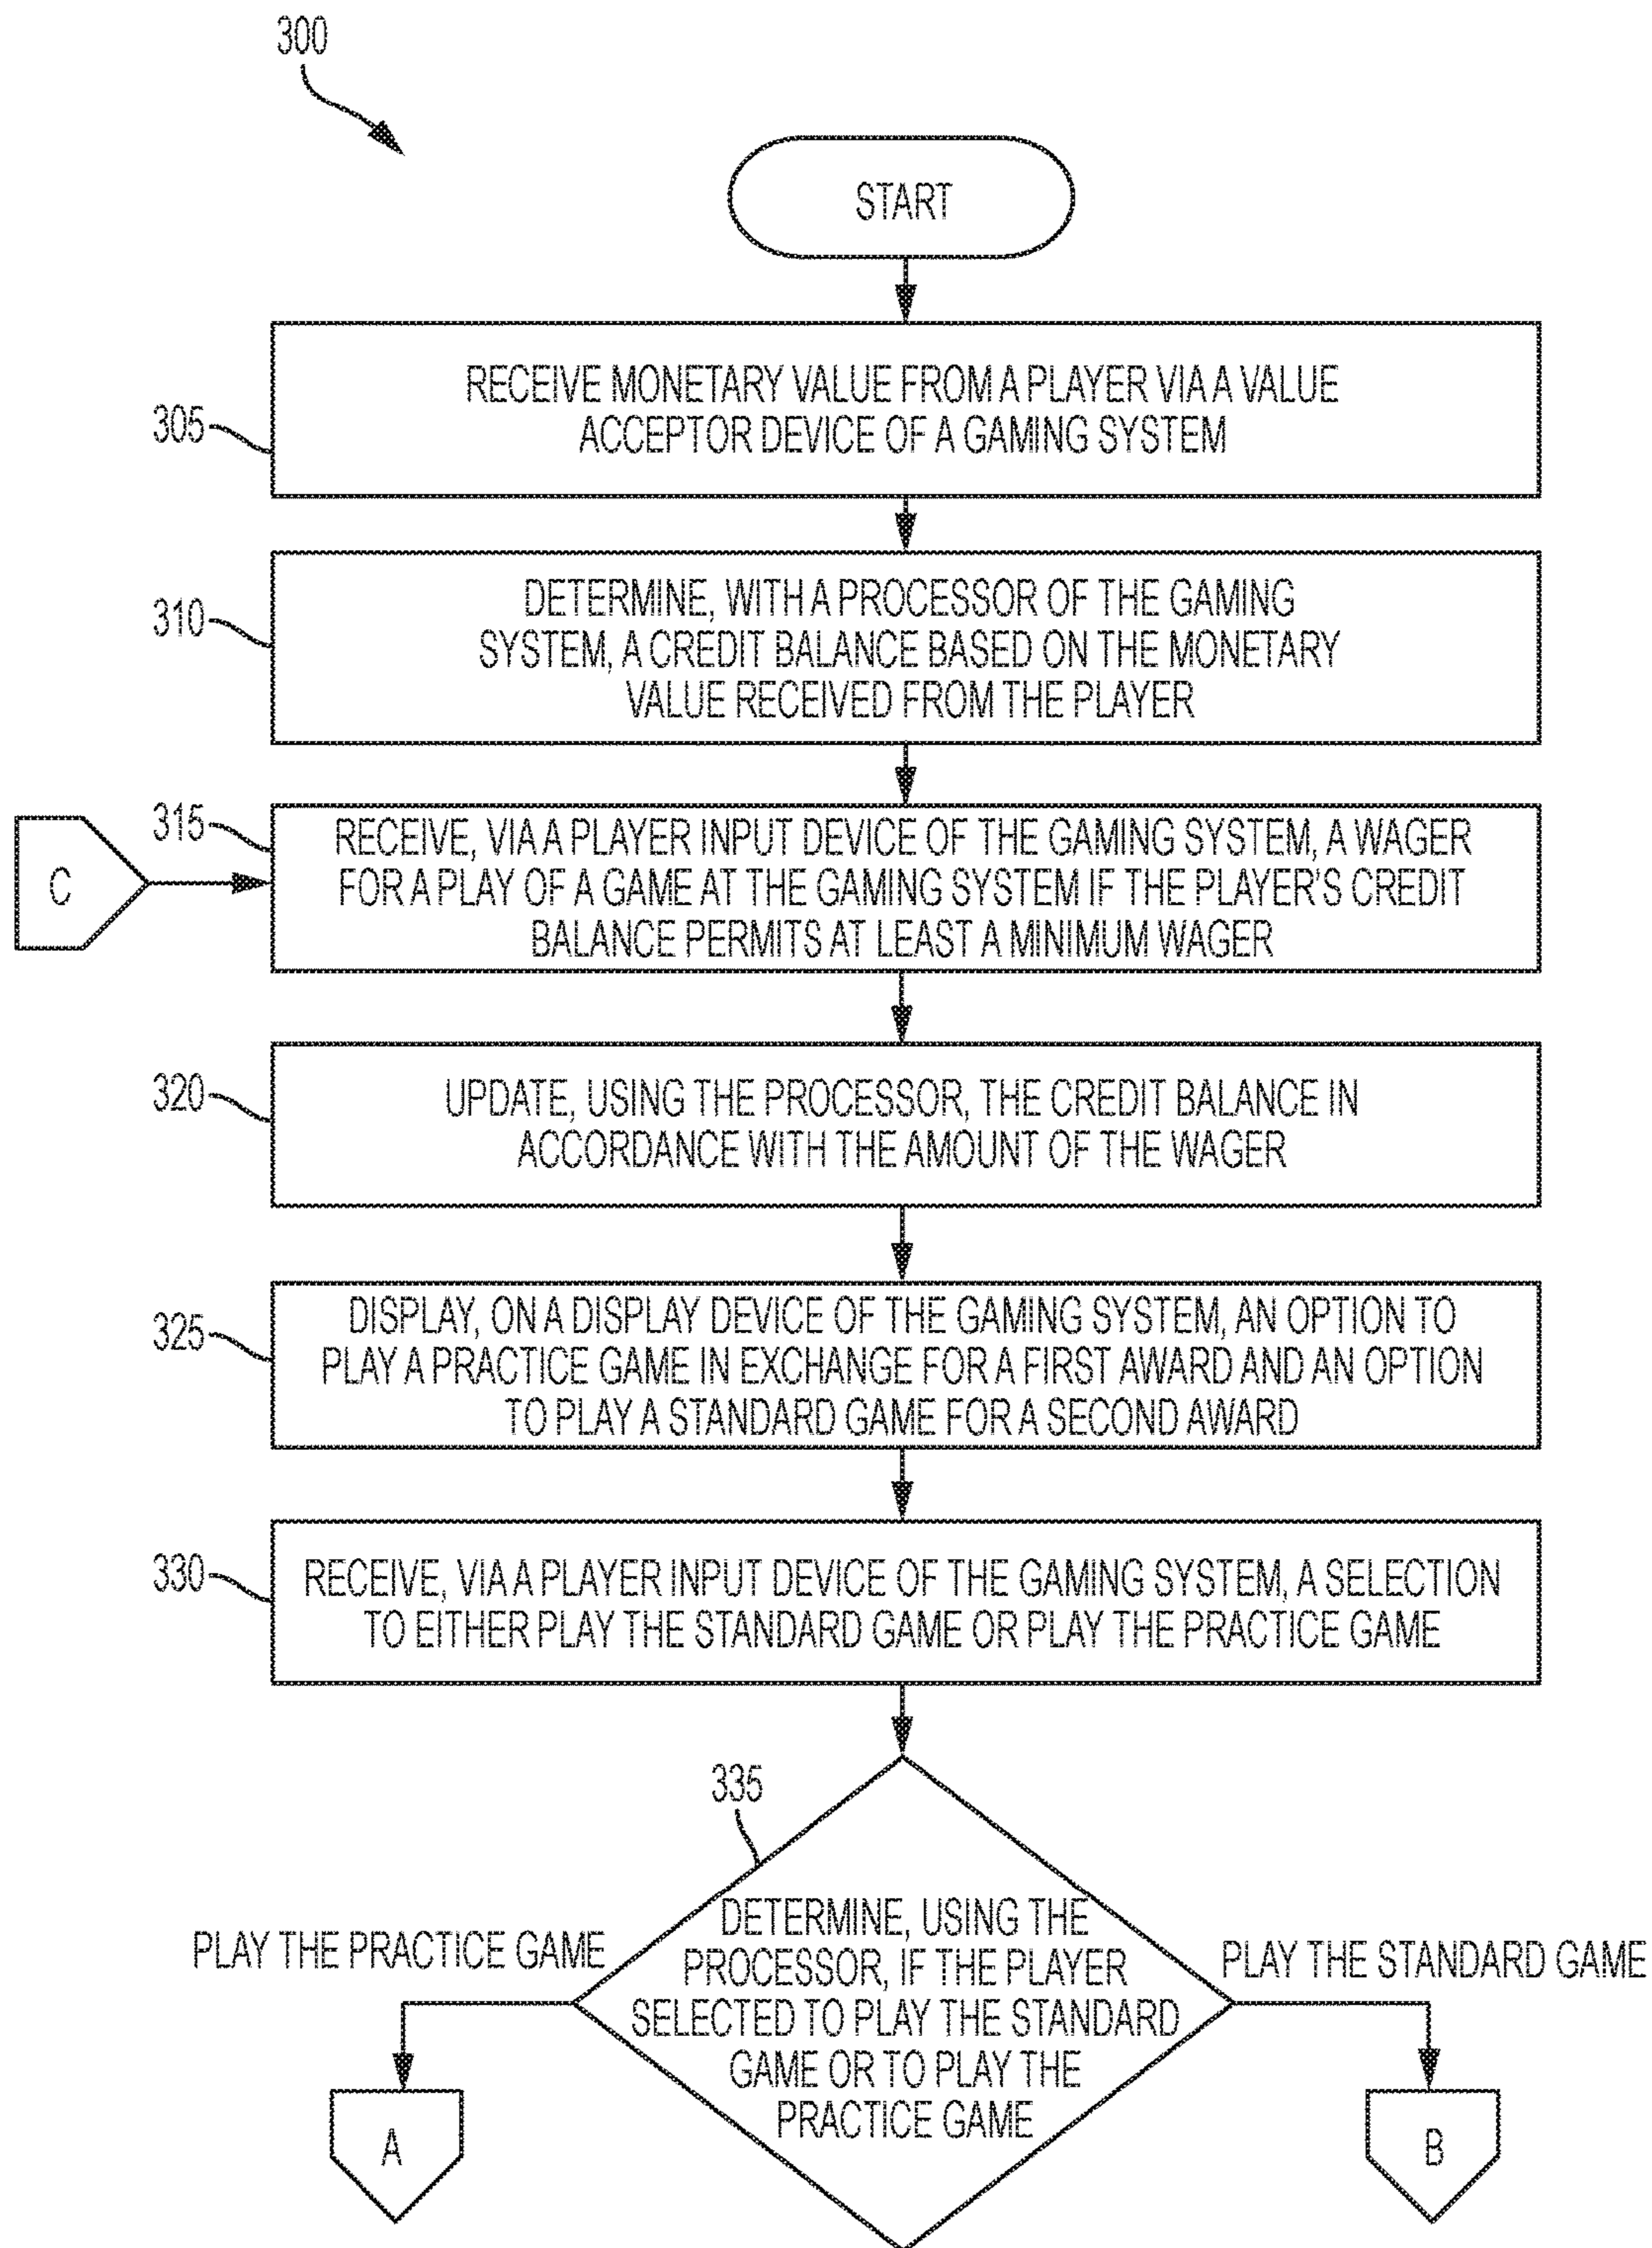 300
START
305
RECEIVE MONETARY VALUE FROM A PLAYER VIA A VALUE
ACCEPTOR DEVICE OF A GAMING SYSTEM
310
DETERMINE, WITH A PROCESSOR OF THE GAMING
SYSTEM, A CREDIT BALANCE BASED ON THE MONETARY
VALUE RECEIVED FROM THE PLAYER
C
315
RECEIVE, VIA A PLAYER INPUT DEVICE OF THE GAMING SYSTEM, A WAGER
FOR A PLAY OF A GAME AT THE GAMING SYSTEM IF THE PLAYER'S CREDIT
BALANCE PERMITS AT LEAST A MINIMUM WAGER
320
UPDATE, USING THE PROCESSOR, THE CREDIT BALANCE IN
ACCORDANCE WITH THE AMOUNT OF THE WAGER
325
DISPLAY, ON A DISPLAY DEVICE OF THE GAMING SYSTEM, AN OPTION TO
PLAY A PRACTICE GAME IN EXCHANGE FOR A FIRST AWARD AND AN OPTION
TO PLAY A STANDARD GAME FOR A SECOND AWARD
330
RECEIVE, VIA A PLAYER INPUT DEVICE OF THE GAMING SYSTEM, A SELECTION
TO EITHER PLAY THE STANDARD GAME OR PLAY THE PRACTICE GAME
335
DETERMINE, USING THE
PROCESSOR, IF THE PLAYER
SELECTED TO PLAY THE STANDARD
GAME OR TO PLAY THE
PRACTICE GAME
PLAY THE PRACTICE GAME
A
PLAY THE STANDARD GAME
B